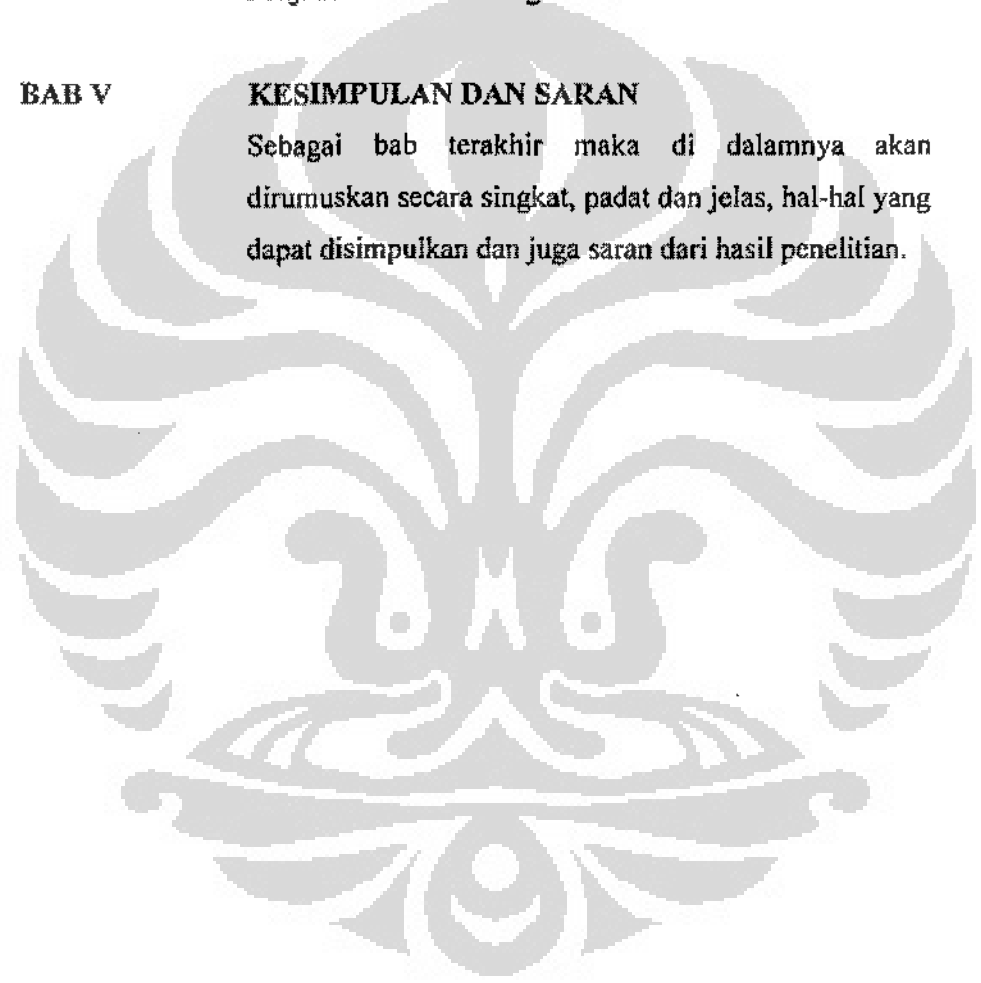 BAB V KESIMPULAN DAN SARAN
Sebagai bab terakhir maka di dalamnya akan
dirumuskan secara singkat, padat dan jelas, hal-hal yang
dapat disimpulkan dan juga saran dari hasil penelitian.